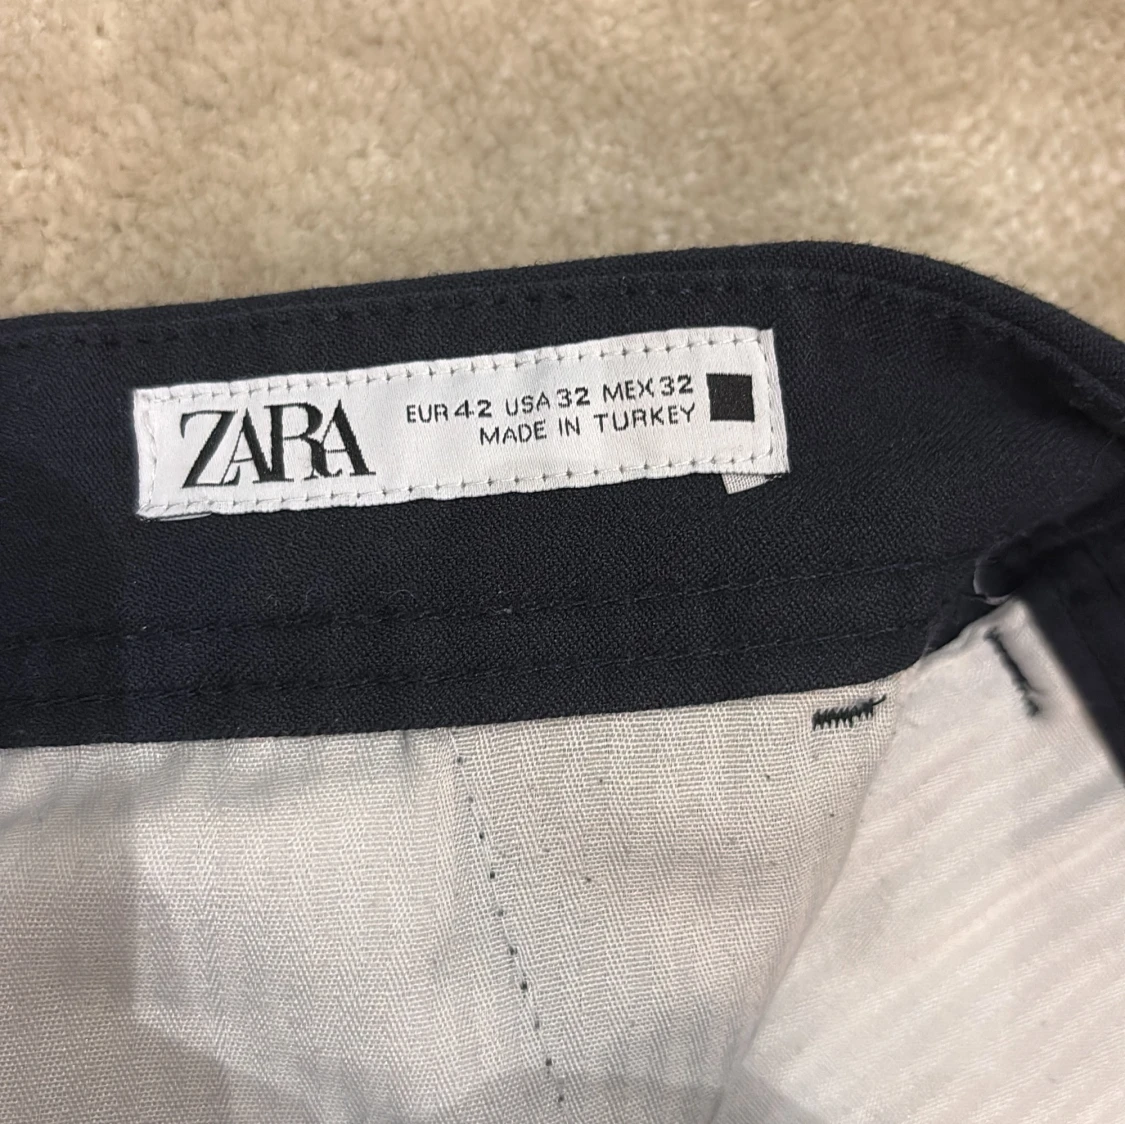 ZARA
EUR 42 USA 32 MEX 32
MADE IN TURKEY